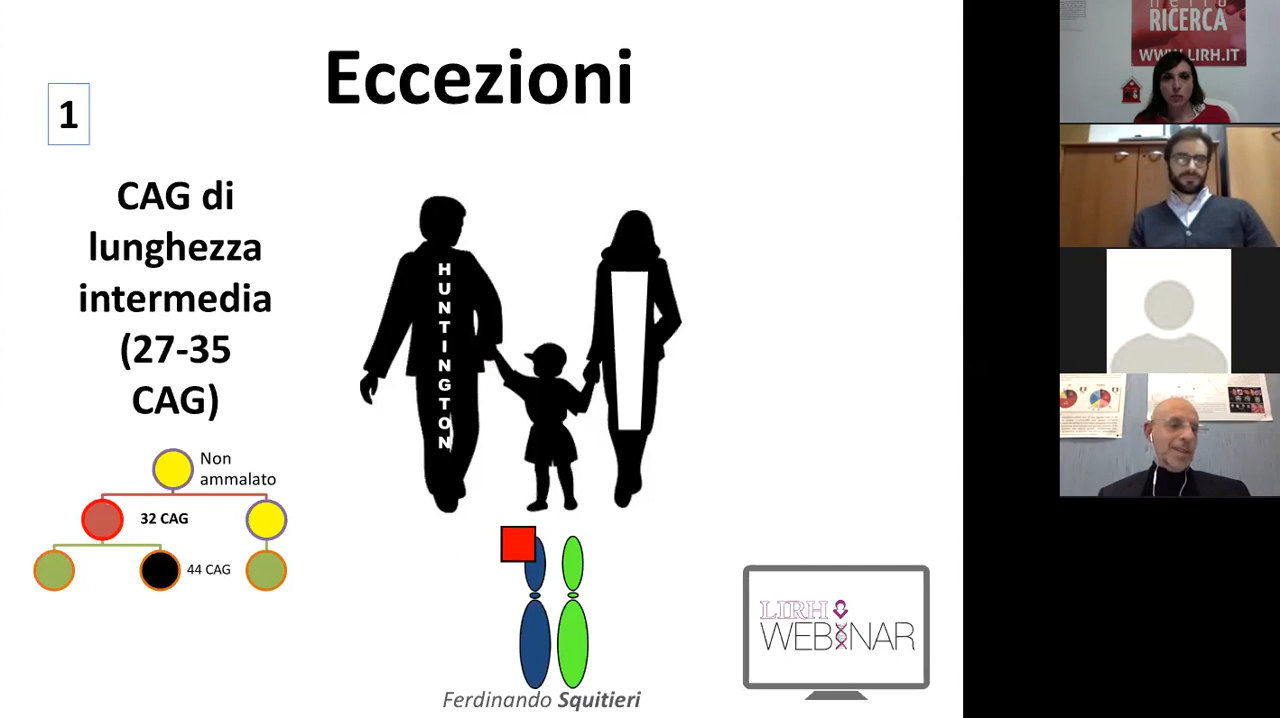 Eccezioni
1
CAG di
lunghezza
intermedia
(27-35
CAG)
Non
ammalato
32 CAG
44 CAG
HUNTINGTON
LIRH
WEBINAR
Ferdinando Squitieri
RICERCA
WWW.LIRH.IT